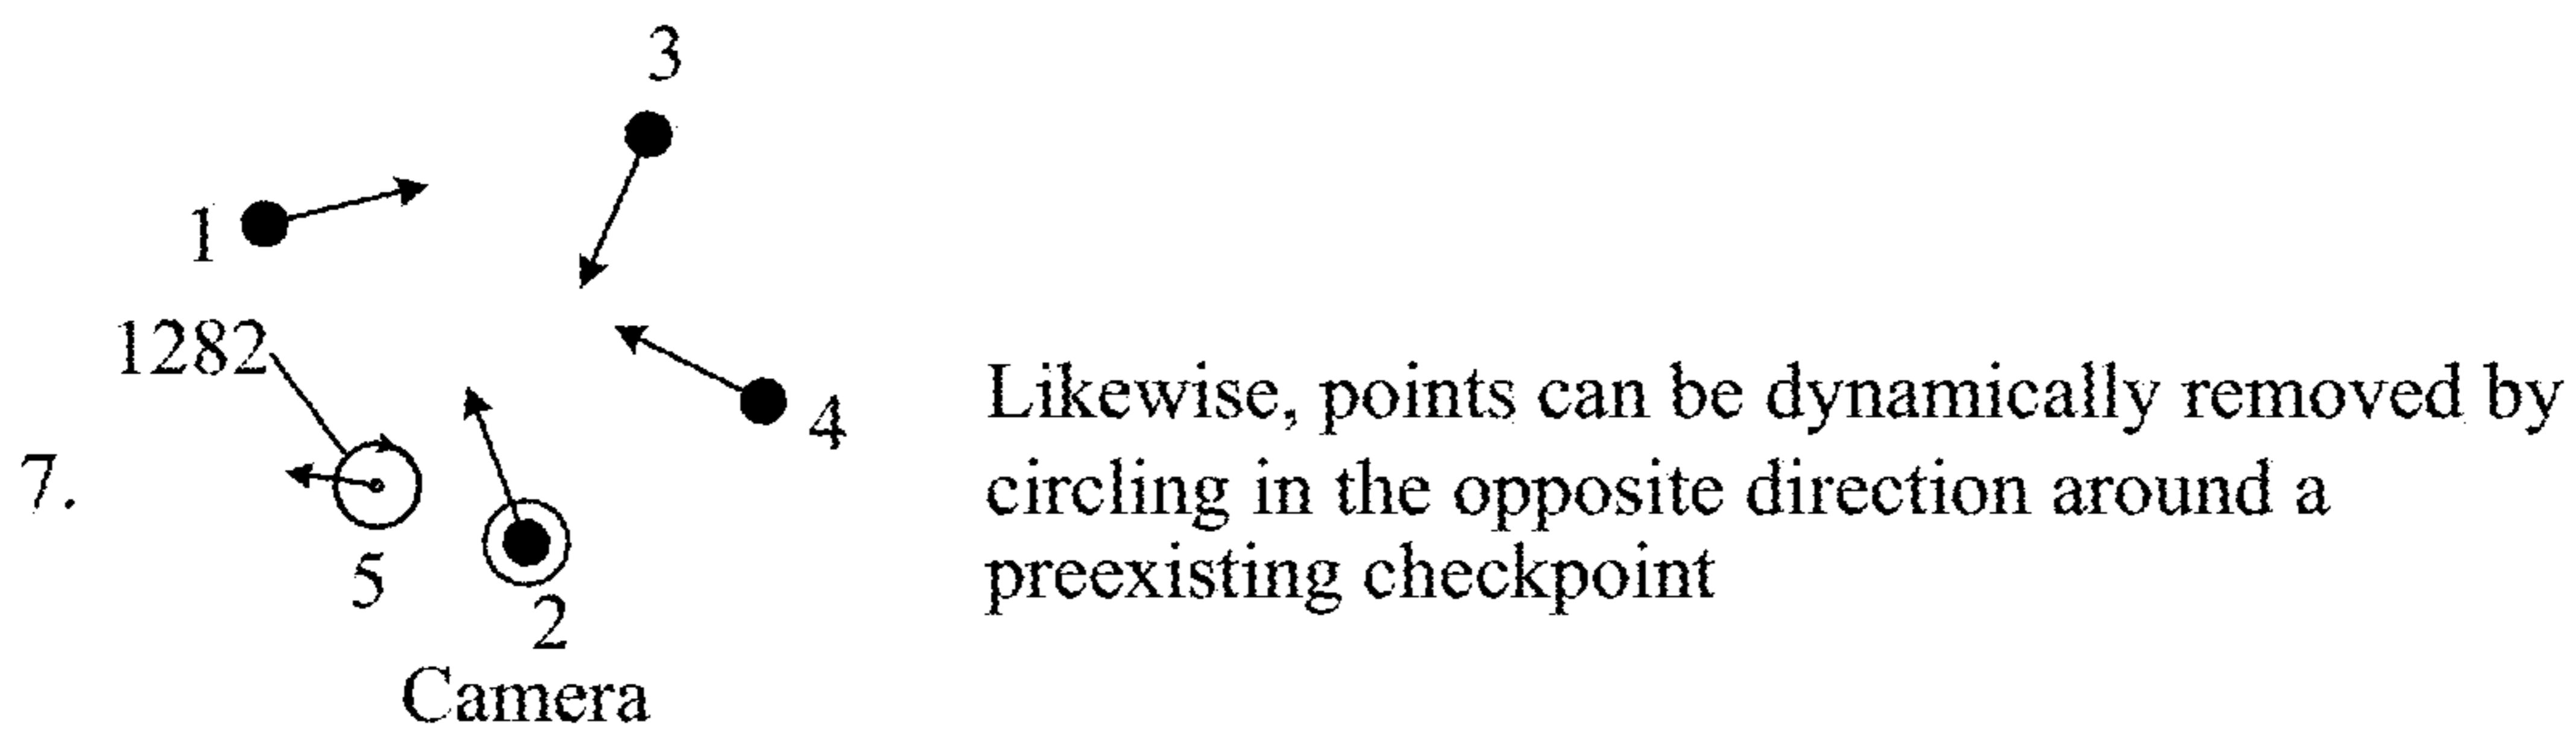 3
1
1282
4
7.
5
2
Camera
Likewise, points can be dynamically removed by
circling in the opposite direction around a
preexisting checkpoint